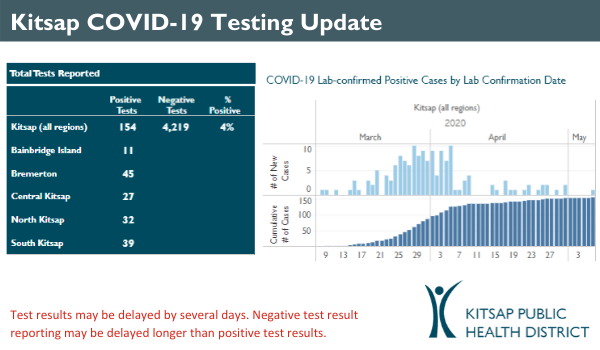 Kitsap COVID-19 Testing Update
Total Tests Reported
Positive Tests Negative Tests % Positive
Kitsap (all regions) 154 4,219 4%
Bainbridge Island 11
Bremerton 45
Central Kitsap 27
North Kitsap 32
South Kitsap 39
COVID-19 Lab-confirmed Positive Cases by Lab Confirmation Date
Kitsap (all regions)
2020
March April May
# of New Cases
10
5
0
Cumulative # of Cases
150
100
50
9 13 17 21 25 29 3 7 11 15 19 23 27 3
Test results may be delayed by several days. Negative test result
reporting may be delayed longer than positive test results.
KITSAP PUBLIC
HEALTH DISTRICT